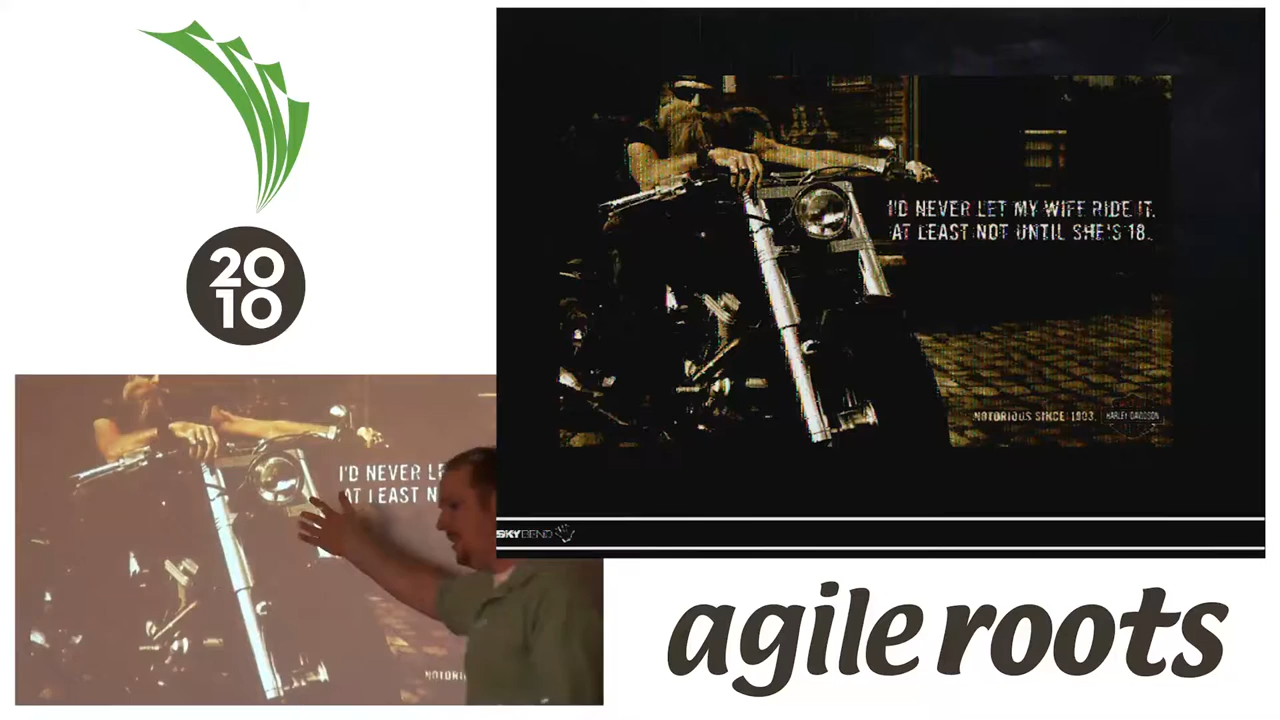 20
10
I'D NEVER LET MY WIFE RIDE IT.
AT LEAST NOT UNTIL SHE'S 18.
NOTORIOUS SINCE 1903.
HARLEY-DAVIDSON
SKYBEND
I'D NEVER LE
AT LEAST N
NOTORI
agile roots